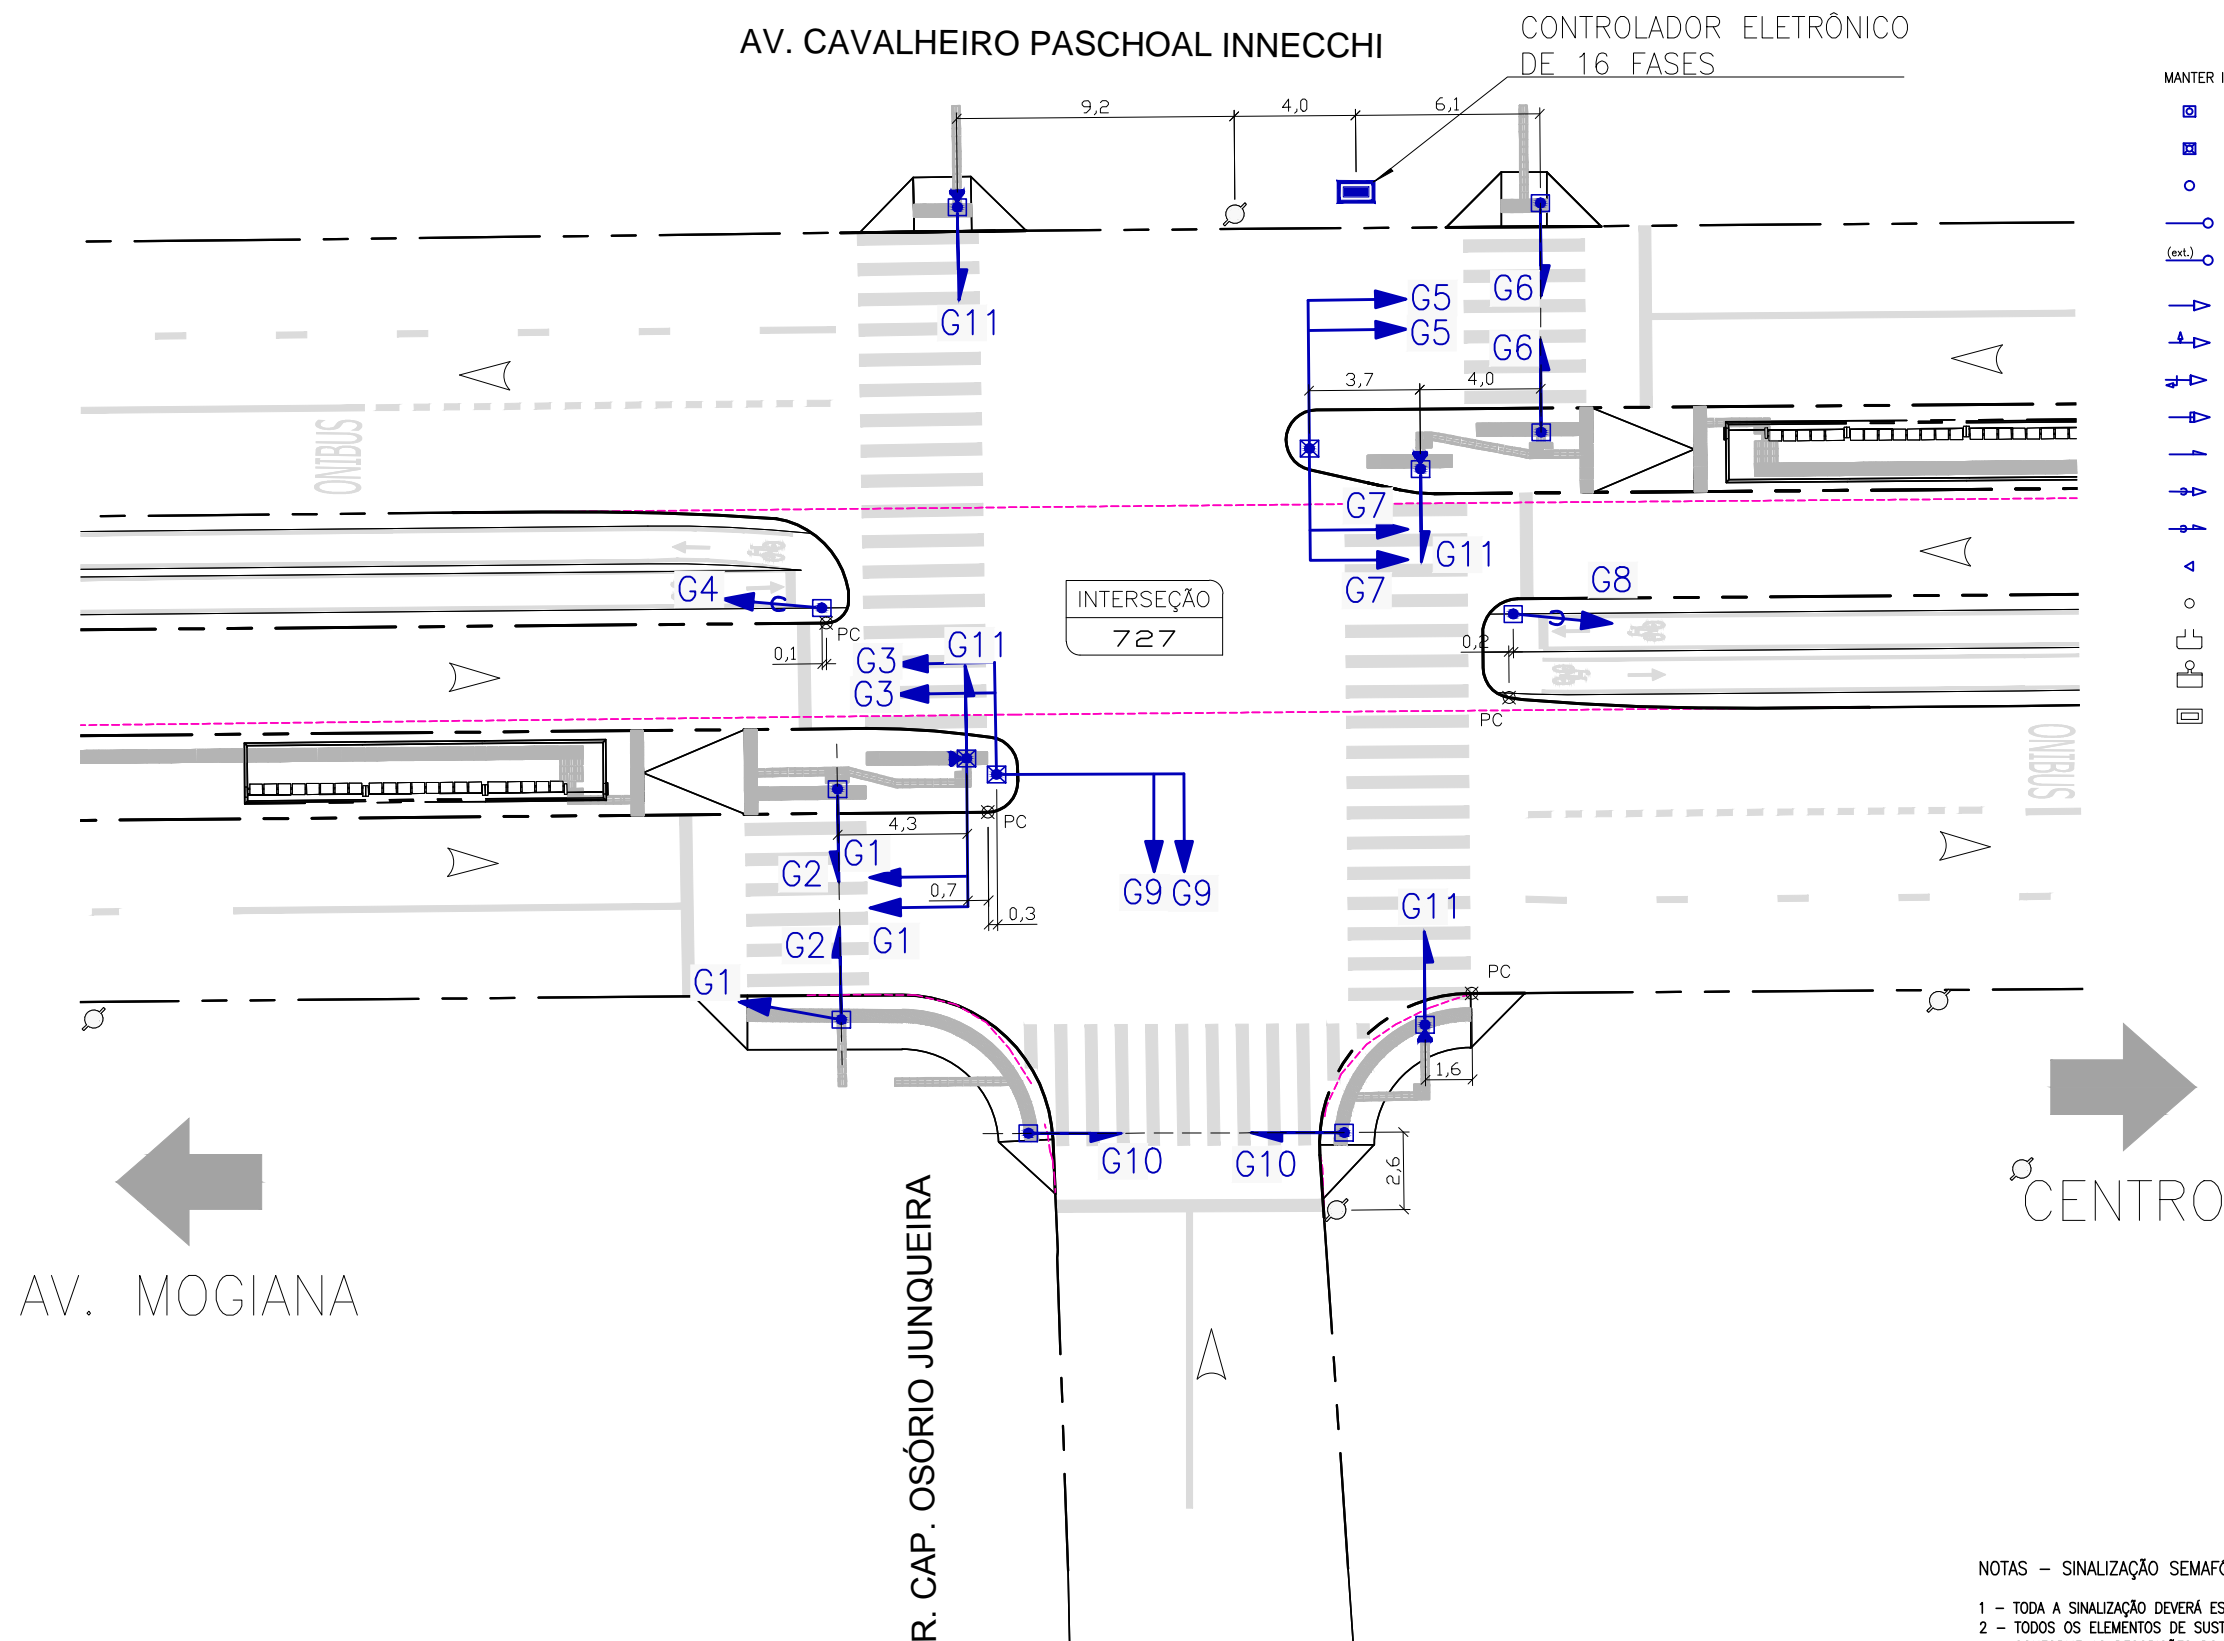 AV. CAVALHEIRO PASCHOAL INNECCHI
CONTROLADOR ELETRÔNICO
DE 16 FASES
MANTER
9,2
4,0
6,1
(ext.)
G11
G5
G6
G5
G6
3,7
4,0
ONIBUS
G7
G11
G7
G8
G4
INTERSEÇÃO
727
PC
0,1
G11
G3
G3
0,2
PC
ONIBUS
PC
4,3
G1
G2
0,7
0,3
G9
G9
G11
G2
G1
G1
PC
1,6
G10
G10
2,6
CENTRO
AV. MOGIANA
R. CAP. OSÓRIO JUNQUEIRA
NOTAS – SINALIZAÇÃO
1 – TODA A SINALIZAÇÃO DEVERÁ
2 – TODOS OS ELEMENTOS DE